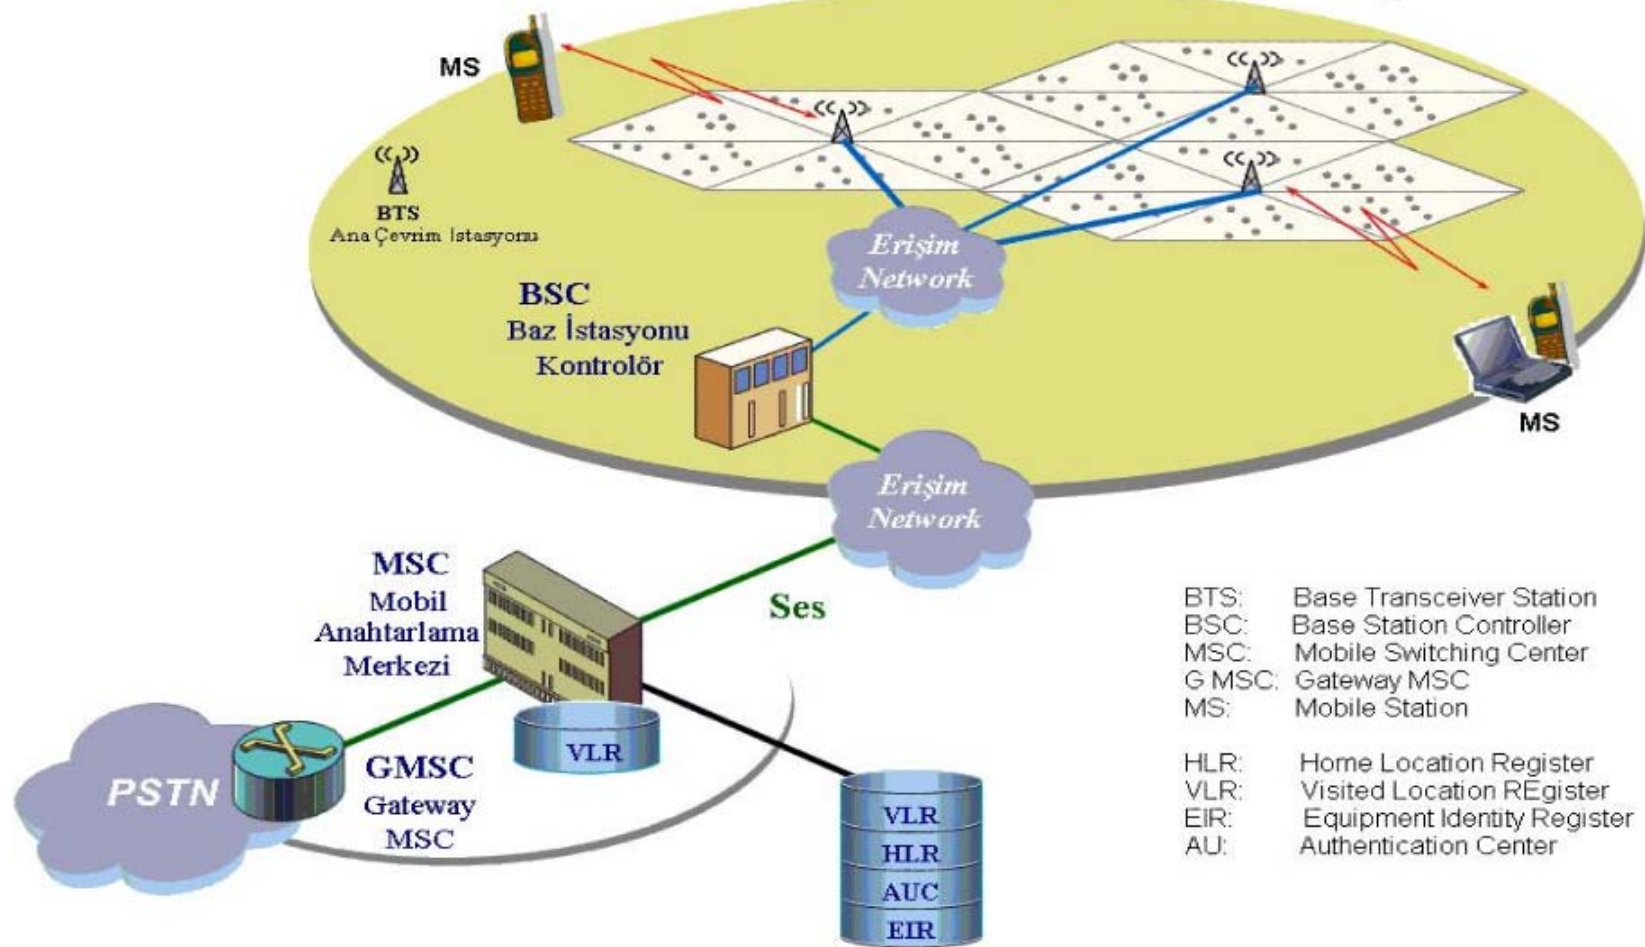 MS
BTS
Ana Çevrim İstasyonu
Erişim
Network
BSC
Baz İstasyonu
Kontrolör
MS
Erişim
Network
MSC
Mobil
Anahtarlama
Merkezi
Ses
VLR
PSTN
GMSC
Gateway
MSC
VLR
HLR
AUC
EIR
BTS: Base Transceiver Station
BSC: Base Station Controller
MSC: Mobile Switching Center
G MSC: Gateway MSC
MS: Mobile Station
HLR: Home Location Register
VLR: Visited Location REgister
EIR: Equipment Identity Register
AU: Authentication Center